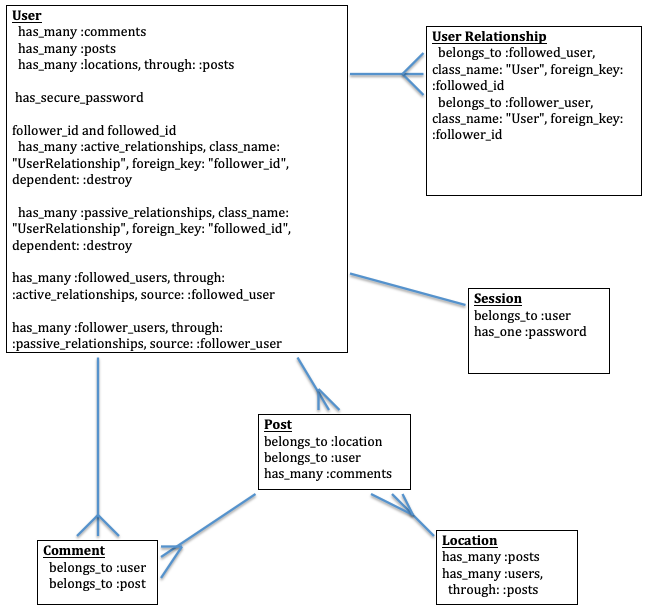 User
has_many :comments
has_many :posts
has_many :locations, through: :posts
has_secure_password
follower_id and followed_id
has_many :active_relationships, class_name:
"UserRelationship", foreign_key: "follower_id",
dependent: :destroy
has_many :passive_relationships, class_name:
"UserRelationship", foreign_key: "followed_id",
dependent: :destroy
has_many :followed_users, through:
:active_relationships, source: :followed_user
has_many :follower_users, through:
:passive_relationships, source: :follower_user
User Relationship
belongs_to :followed_user,
class_name: "User", foreign_key:
:followed_id
belongs_to :follower_user,
class_name: "User", foreign_key:
:follower_id
Session
belongs_to :user
has_one :password
Post
belongs_to :location
belongs_to :user
has_many :comments
Comment
belongs_to :user
belongs_to :post
Location
has_many :posts
has_many :users,
through: :posts